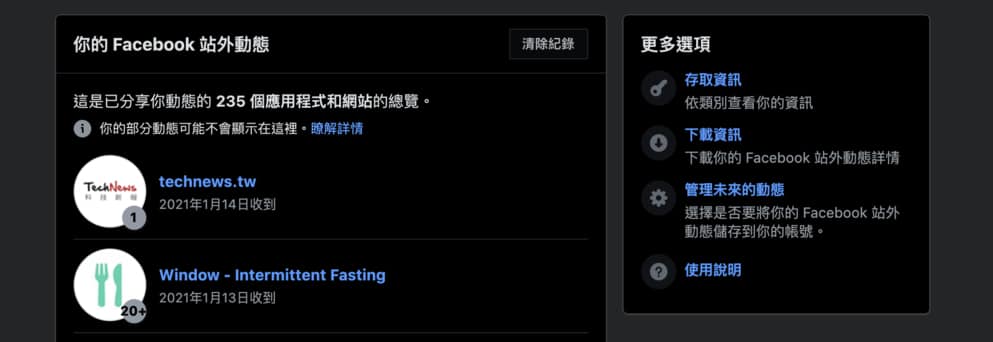 你的 Facebook 站外動態
清除紀錄
這是已分享你動態的 235 個應用程式和網站的總覽。
你的部分動態可能不會顯示在這裡。瞭解詳情
TechNews
科技新報
1
technews.tw
2021年1月14日收到
20+
Window - Intermittent Fasting
2021年1月13日收到
更多選項
存取資訊
依類別查看你的資訊
下載資訊
下載你的 Facebook 站外動態詳情
管理未來的動態
選擇是否要將你的 Facebook 站外
動態儲存到你的帳號。
使用說明